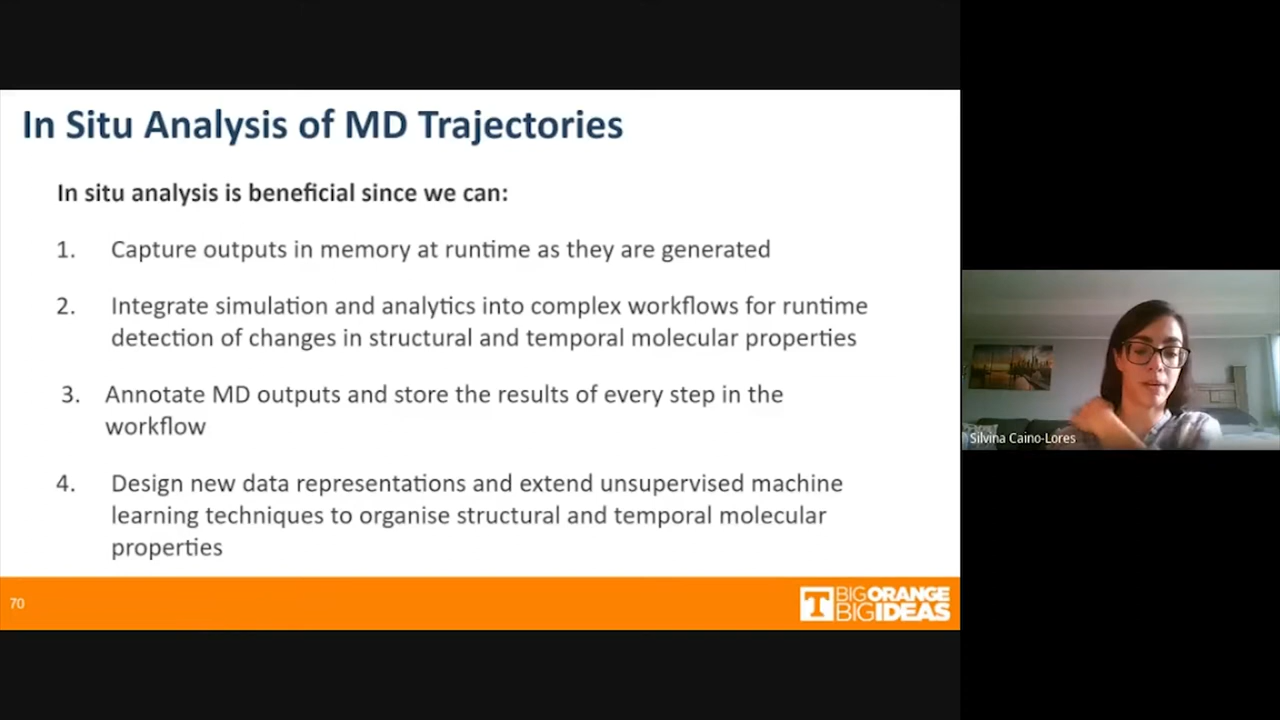 In Situ Analysis of MD Trajectories
In situ analysis is beneficial since we can:
1. Capture outputs in memory at runtime as they are generated
2. Integrate simulation and analytics into complex workflows for runtime
detection of changes in structural and temporal molecular properties
3. Annotate MD outputs and store the results of every step in the
workflow
4. Design new data representations and extend unsupervised machine
learning techniques to organise structural and temporal molecular
properties
70
T BIG ORANGE
BIG IDEAS
Silvina Caino-Lores